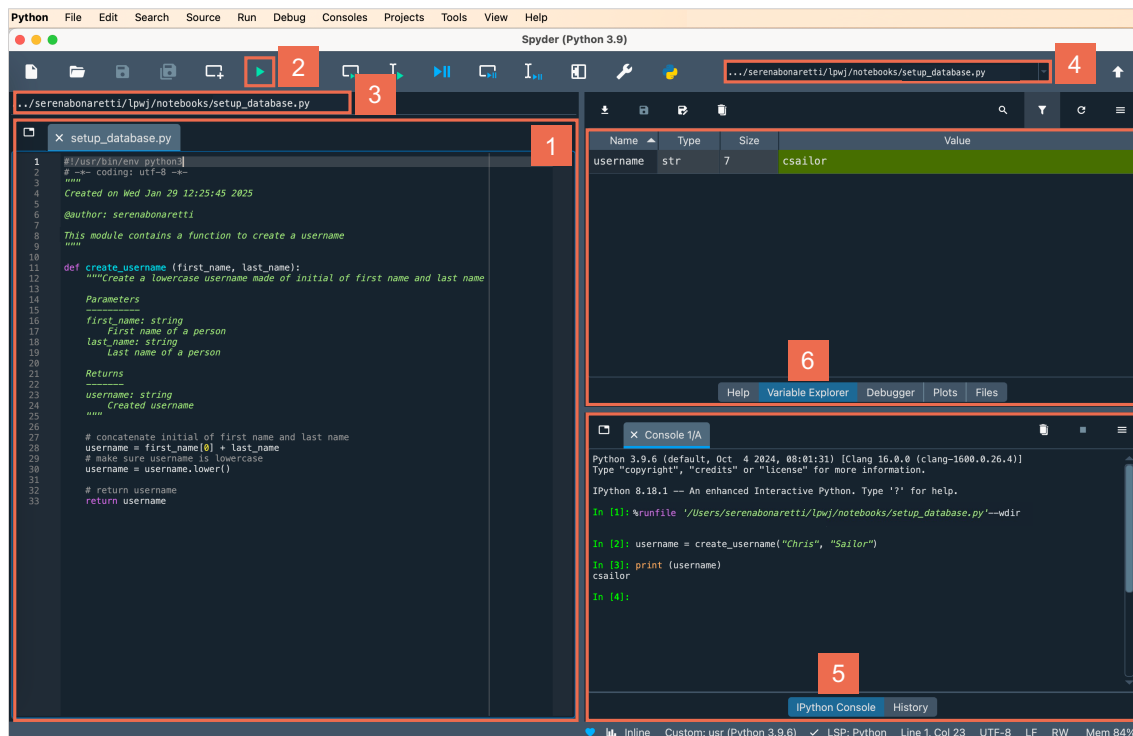 Python File Edit Search Source Run Debug Consoles Projects Tools View Help
Spyder (Python 3.9)
2
.../serenabonaretti/lpwj/notebooks/setup_database.py
4
../serenabonaretti/lpwj/notebooks/setup_database.py
3
setup_database.py
1
1 #!/usr/bin/env python3
2 # -*- coding: utf-8 -*-
3 """
4 Created on Wed Jan 29 12:25:45 2025
5
6 @author: serenabonaretti
7
8 This module contains a function to create a username
9 """
10
11 def create_username (first_name, last_name):
12 """Create a lowercase username made of initial of first name and last name
13
14 Parameters
15 ----------
16 first_name: string
17 First name of a person
18 last_name: string
19 Last name of a person
20
21 Returns
22 -------
23 username: string
24 Created username
25 """
26
27 # concatenate initial of first name and last name
28 username = first_name[0] + last_name
29 # make sure username is lowercase
30 username = username.lower()
31
32 # return username
33 return username
Name Type Size Value
username str 7 csailor
6
Help Variable Explorer Debugger Plots Files
Console 1/A
Python 3.9.6 (default, Oct 4 2024, 08:01:31) [Clang 16.0.0 (clang-1600.0.26.4)]
Type "copyright", "credits" or "license" for more information.
IPython 8.18.1 -- An enhanced Interactive Python. Type '?' for help.
In [1]: %runfile '/Users/serenabonaretti/lpwj/notebooks/setup_database.py'--wdir
In [2]: username = create_username("Chris", "Sailor")
In [3]: print (username)
csailor
In [4]:
5
IPython Console History
Inline Custom: usr (Python 3.9.6) LSP: Python Line 1, Col 23 UTF-8 LF RW Mem 84%